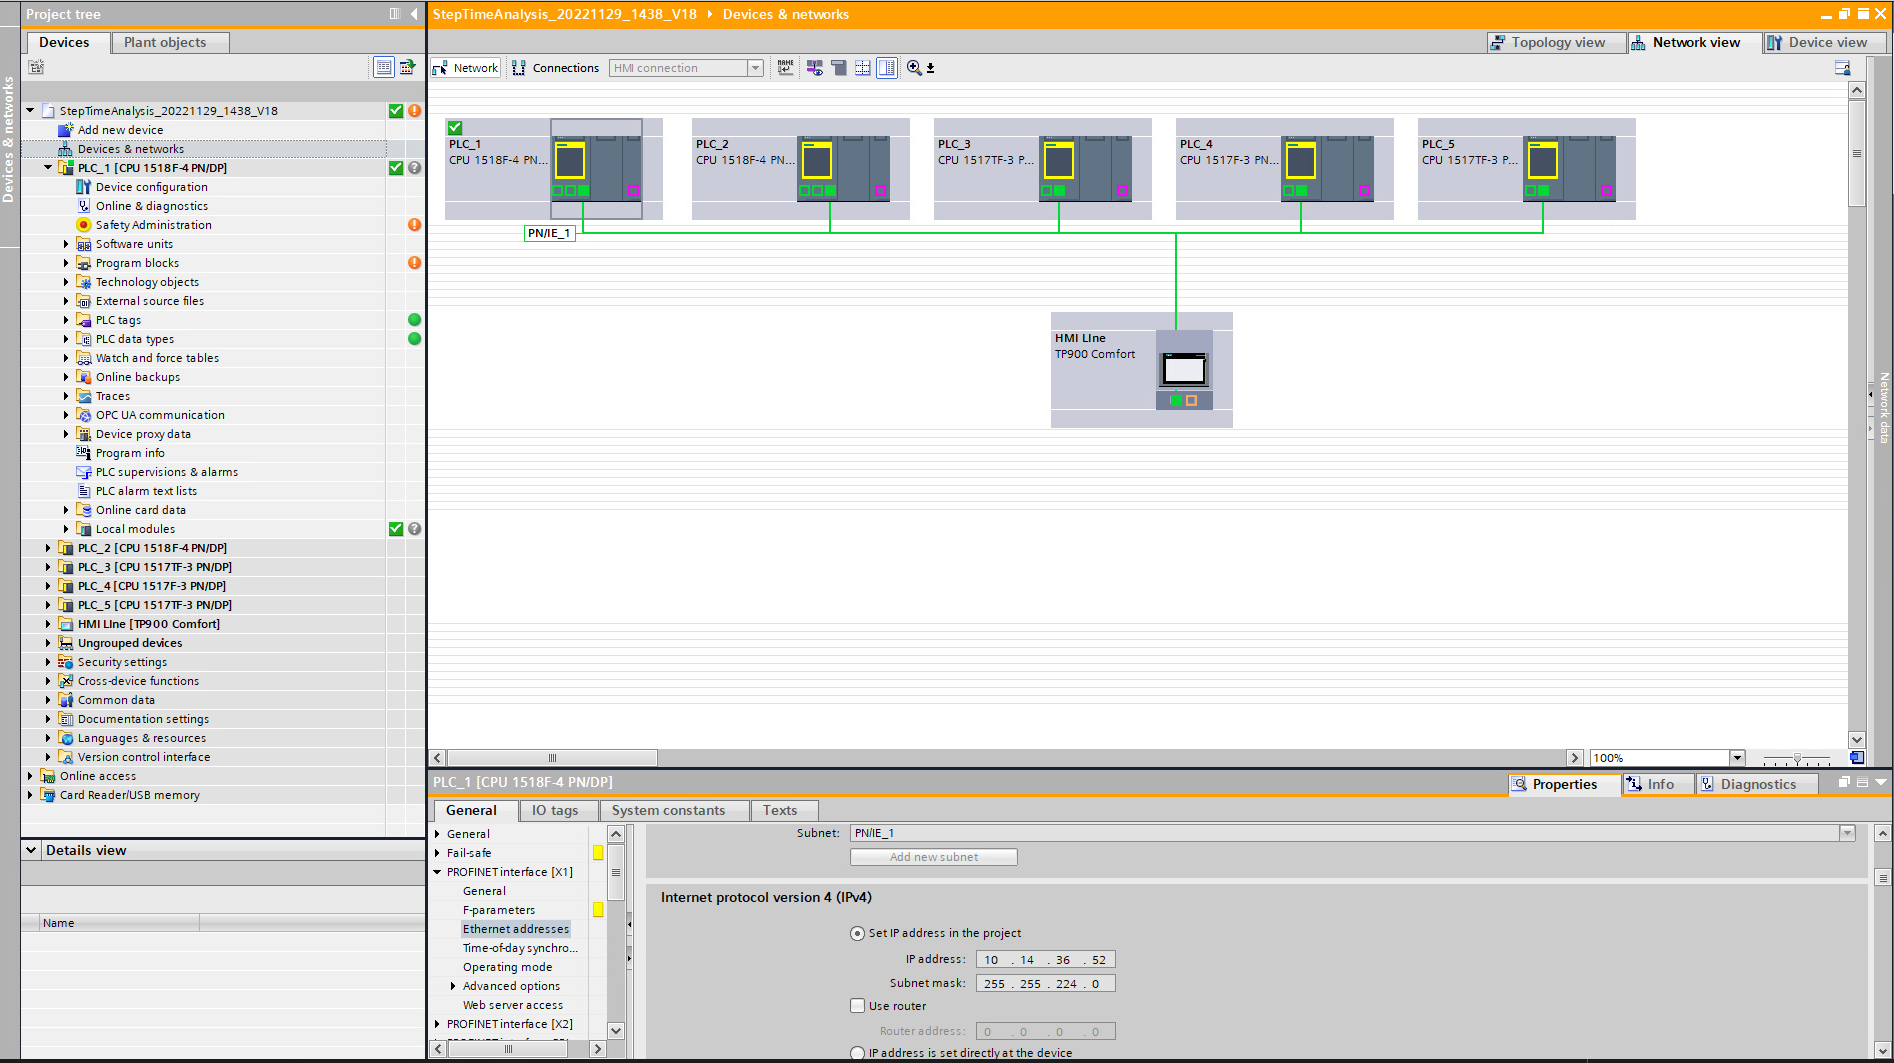 Project tree
StepTimeAnalysis_20221129_1438_V18 Devices & networks
Devices Plant objects
Topology view Network view Device view
Network Connections HMI connection
Devices & networks
StepTimeAnalysis_20221129_1438_V18
Add new device
Devices & networks
PLC_1 [CPU 1518F-4 PN/DP]
Device configuration
Online & diagnostics
Safety Administration
Software units
Program blocks
Technology objects
External source files
PLC tags
PLC data types
Watch and force tables
Online backups
Traces
OPC UA communication
Device proxy data
Program info
PLC supervisions & alarms
PLC alarm text lists
Online card data
Local modules
PLC_2 [CPU 1518F-4 PN/DP]
PLC_3 [CPU 1517TF-3 PN/DP]
PLC_4 [CPU 1517F-3 PN/DP]
PLC_5 [CPU 1517TF-3 PN/DP]
HMI LIne [TP900 Comfort]
Ungrouped devices
Security settings
Cross-device functions
Common data
Documentation settings
Languages & resources
Version control interface
Online access
Card Reader/USB memory
Details view
Name
PLC_1
CPU 1518F-4 PN...
PLC_2
CPU 1518F-4 PN...
PLC_3
CPU 1517TF-3 P...
PLC_4
CPU 1517F-3 PN...
PLC_5
CPU 1517TF-3 P...
PN/IE_1
HMI LIne
TP900 Comfort
Network data
100%
PLC_1 [CPU 1518F-4 PN/DP]
Properties Info Diagnostics
General IO tags System constants Texts
General
Fail-safe
PROFINET interface [X1]
General
F-parameters
Ethernet addresses
Time-of-day synchro...
Operating mode
Advanced options
Web server access
PROFINET interface [X2]
Subnet: PN/IE_1
Add new subnet
Internet protocol version 4 (IPv4)
Set IP address in the project
IP address: 10 . 14 . 36 . 52
Subnet mask: 255 . 255 . 224 . 0
Use router
Router address: 0 . 0 . 0 . 0
IP address is set directly at the device